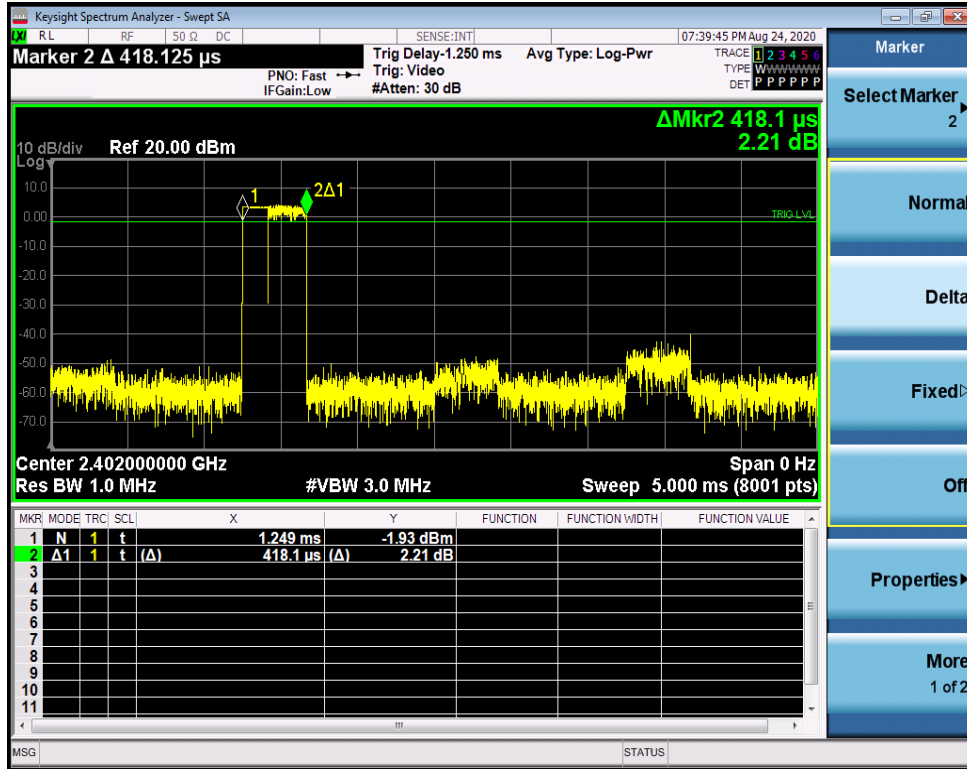 Keysight Spectrum Analyzer - Swept SA
LXI RL RF 50 Ω DC SENSE:INT 07:39:45 PM Aug 24, 2020
Marker 2 Δ 418.125 µs
PNO: Fast
IFGain:Low
Trig Delay-1.250 ms
Trig: Video
#Atten: 30 dB
Avg Type: Log-Pwr
TRACE 1 2 3 4 5 6
TYPE WWWWWW
DET P P P P P P
ΔMkr2 418.1 µs
2.21 dB
10 dB/div Ref 20.00 dBm
Log
10.0
0.00
-10.0
-20.0
-30.0
-40.0
-50.0
-60.0
-70.0
1
2Δ1
TRIG LVL
Center 2.402000000 GHz Span 0 Hz
Res BW 1.0 MHz #VBW 3.0 MHz Sweep 5.000 ms (8001 pts)
MKR MODE TRC SCL X Y FUNCTION FUNCTION WIDTH FUNCTION VALUE
1 N 1 t 1.249 ms -1.93 dBm
2 Δ1 1 t (Δ) 418.1 µs (Δ) 2.21 dB
3
4
5
6
7
8
9
10
11
MSG STATUS
Marker
Select Marker
2
Normal
Delta
Fixed
Off
Properties
More
1 of 2